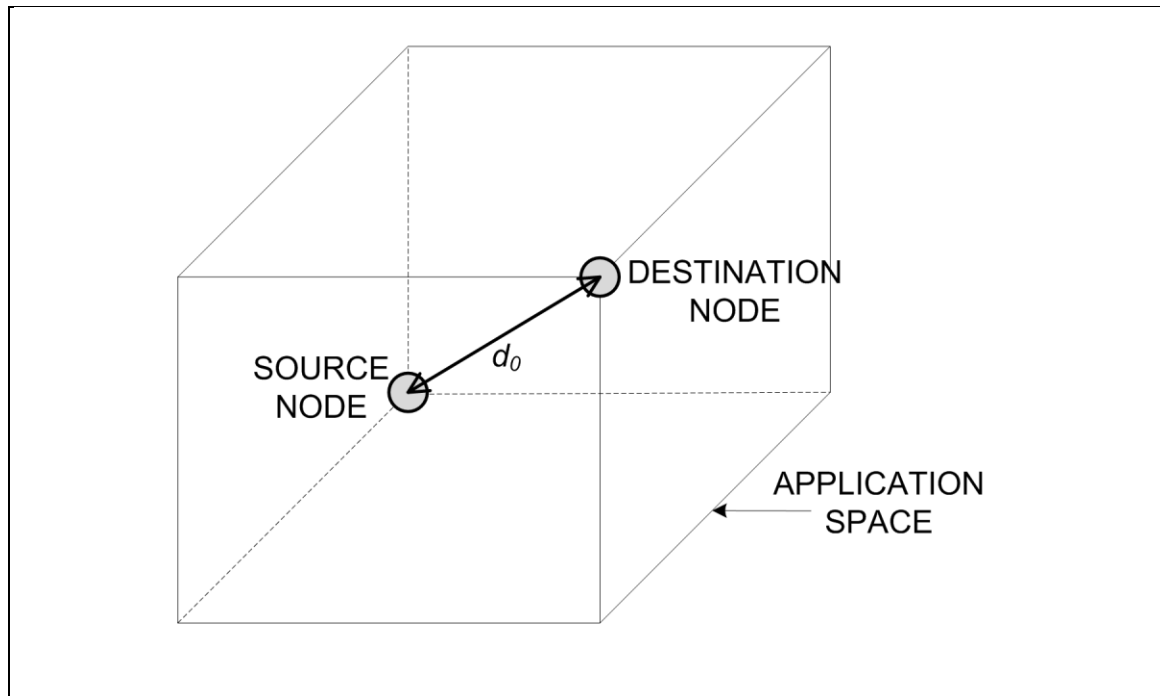 DESTINATION
NODE
d0
SOURCE
NODE
APPLICATION
SPACE